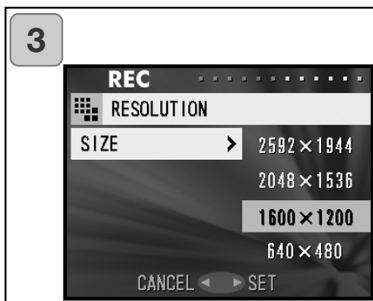 3
REC
RESOLUTION
SIZE > 2592×1944
2048×1536
1600×1200
640×480
CANCEL ◄ ► SET